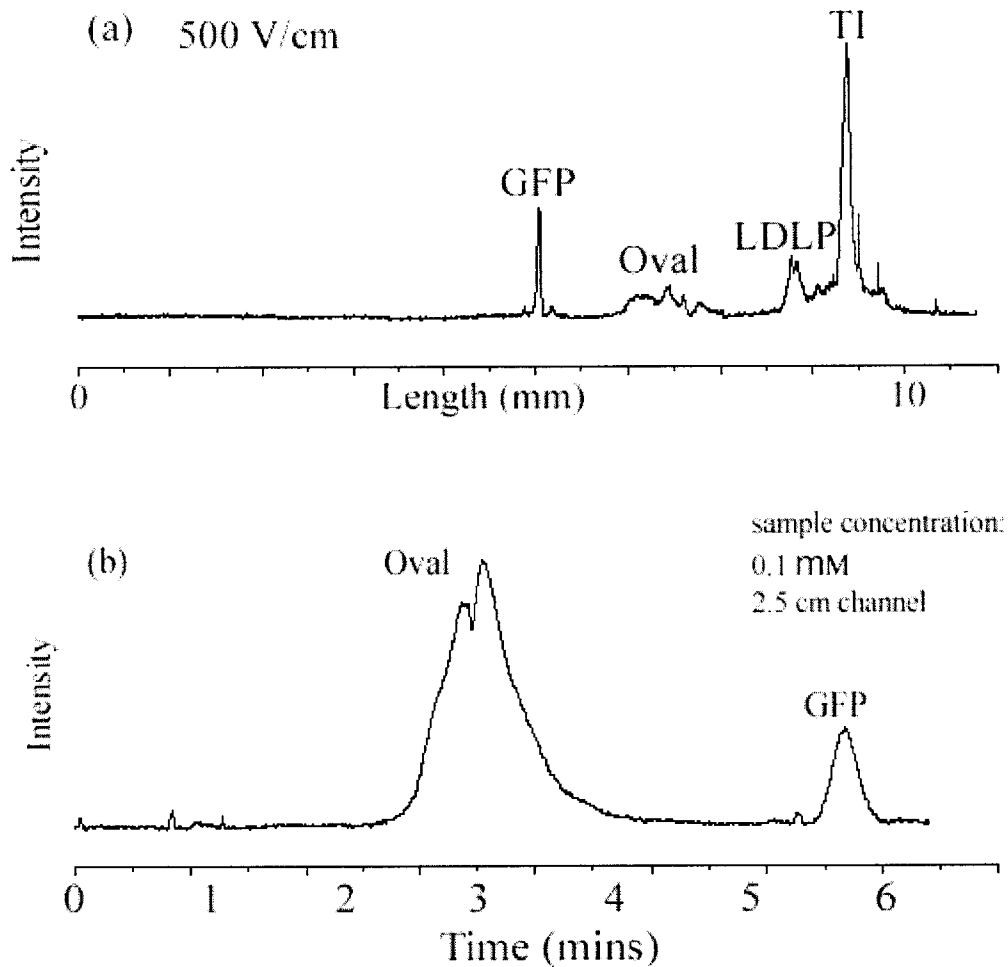 (a) 500 V/cm
TI
GFP
LDLP
Oval
Intensity
0 Length (mm) 10
(b)
Oval
sample concentration:
0.1 mM
2.5 cm channel
GFP
Intensity
0 1 2 3 4 5 6
Time (mins)